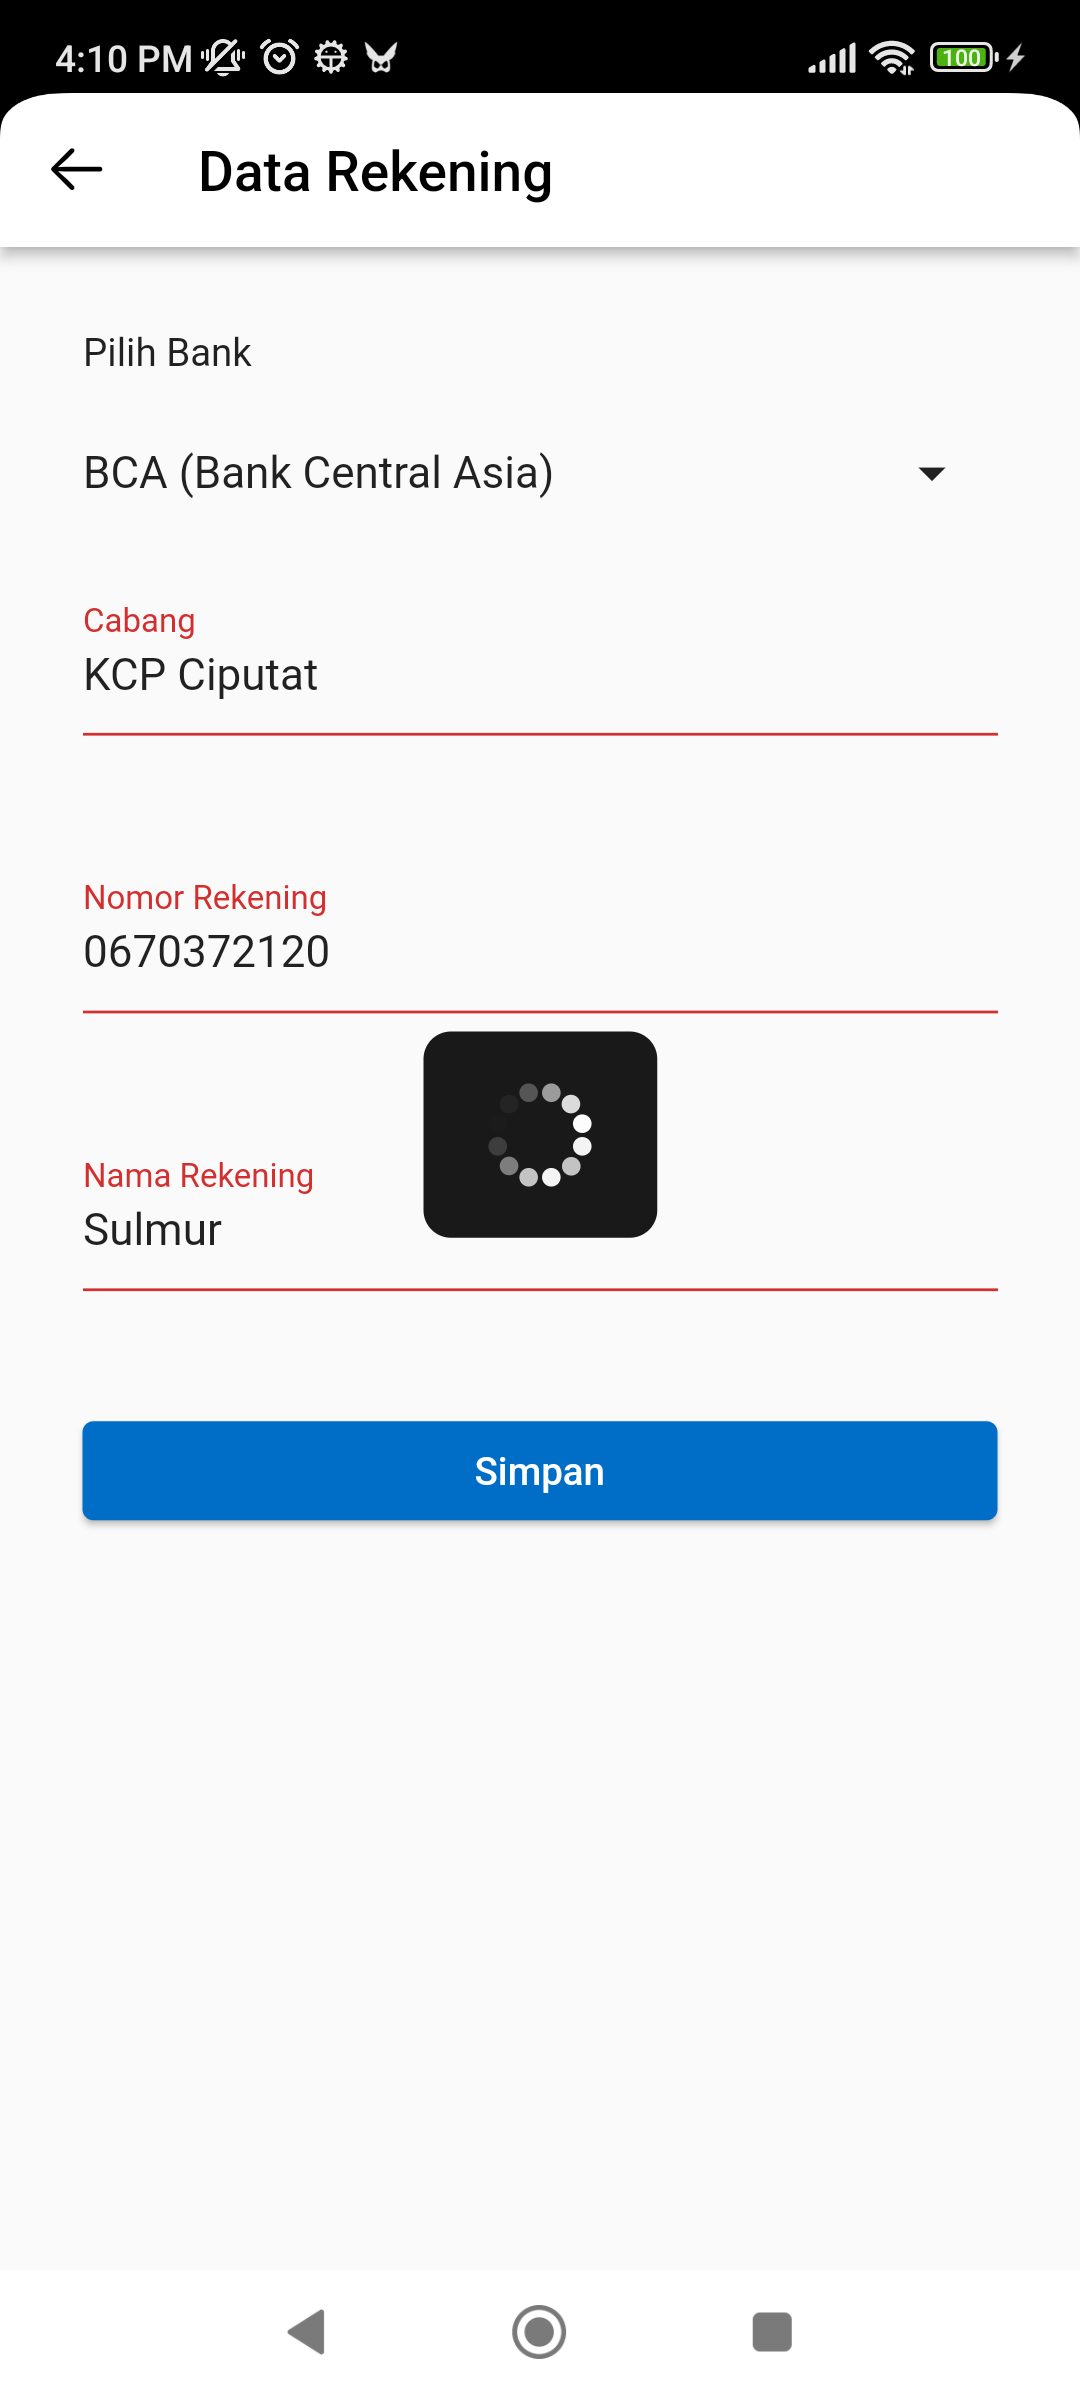 4:10 PM
100
Data Rekening
Pilih Bank
BCA (Bank Central Asia)
Cabang
KCP Ciputat
Nomor Rekening
0670372120
Nama Rekening
Sulmur
Simpan